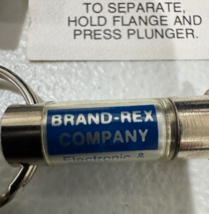 TO SEPARATE,
HOLD FLANGE AND
PRESS PLUNGER.
BRAND-REX
COMPANY
Electronic &